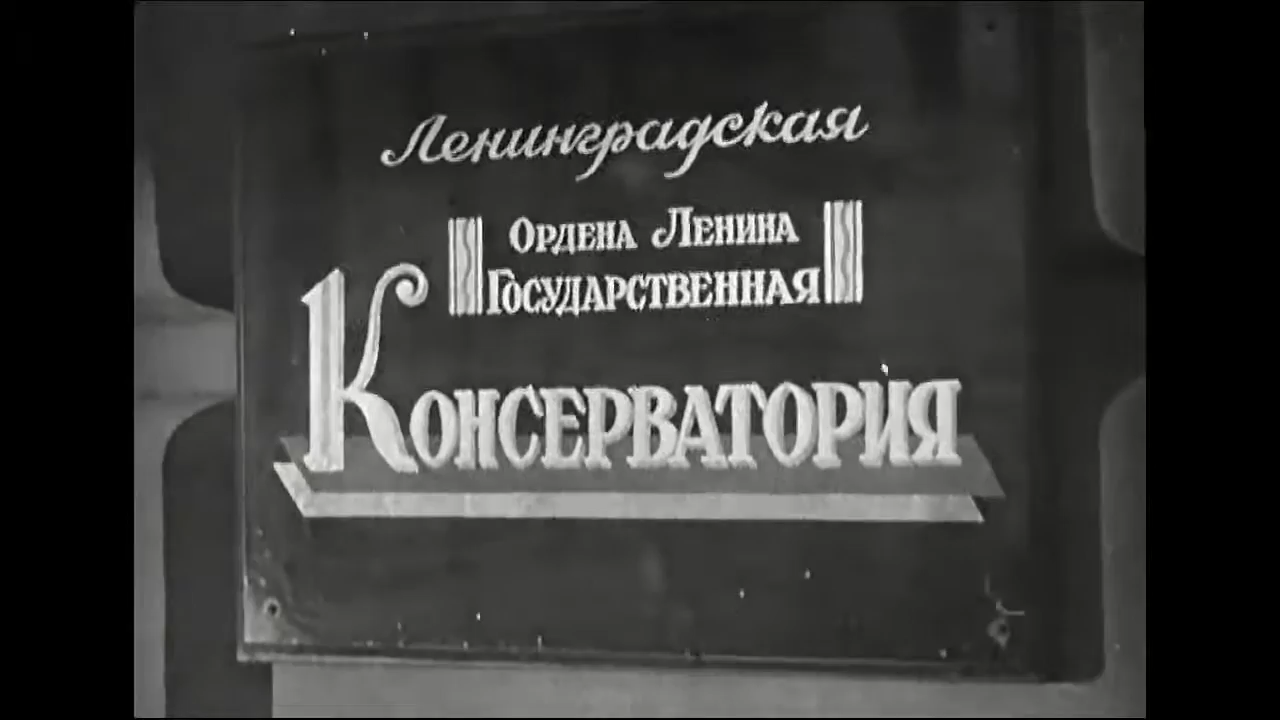 Ленинградская
Ордена Ленина
Государственная
Консерватория